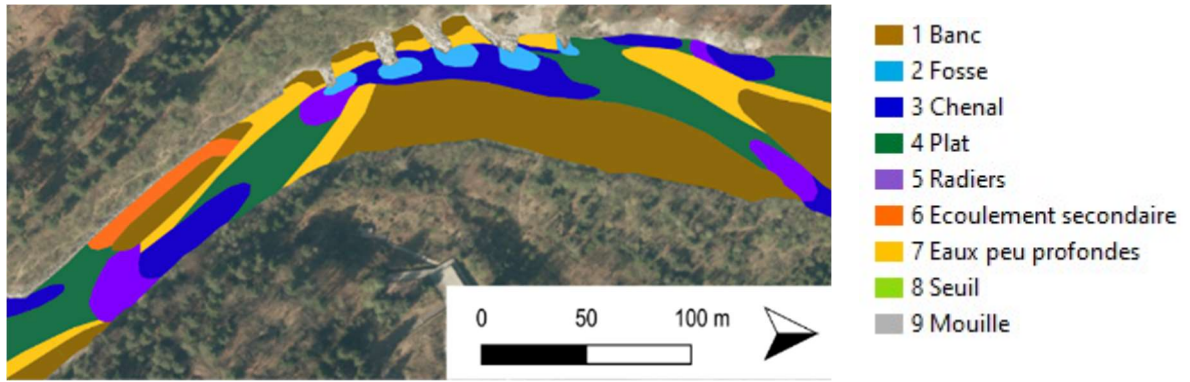 1 Banc
2 Fosse
3 Chenal
4 Plat
5 Radiers
6 Ecoulement secondaire
7 Eaux peu profondes
8 Seuil
9 Mouille
0 50 100 m